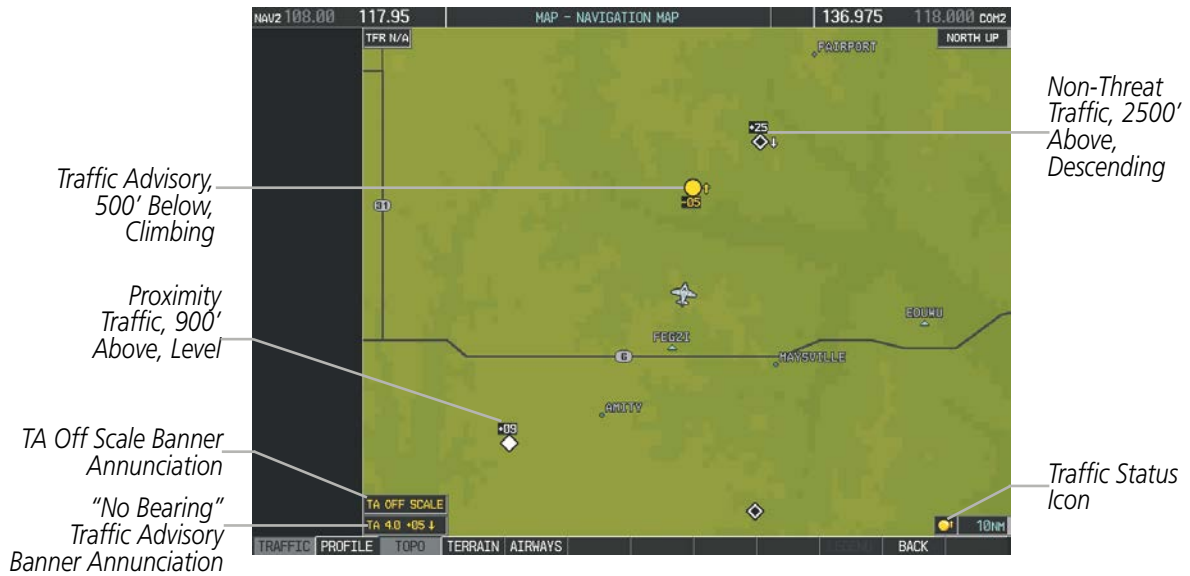 NAV2 108.00 117.95 MAP – NAVIGATION MAP 136.975 118.000 COM2
TFR N/A
NORTH UP
FAIRPORT
+25
Non-Threat
Traffic, 2500’
Above,
Descending
Traffic Advisory,
500’ Below,
Climbing
-05
31
Proximity
Traffic, 900’
Above, Level
EDUWU
FEGZI
6
MAYSVILLE
AMITY
+09
TA Off Scale Banner
Annunciation
“No Bearing”
Traffic Advisory
Banner Annunciation
TA OFF SCALE
TA 4.0 +05 ↓
Traffic Status
Icon
10NM
TRAFFIC PROFILE TOPO TERRAIN AIRWAYS LEGEND BACK